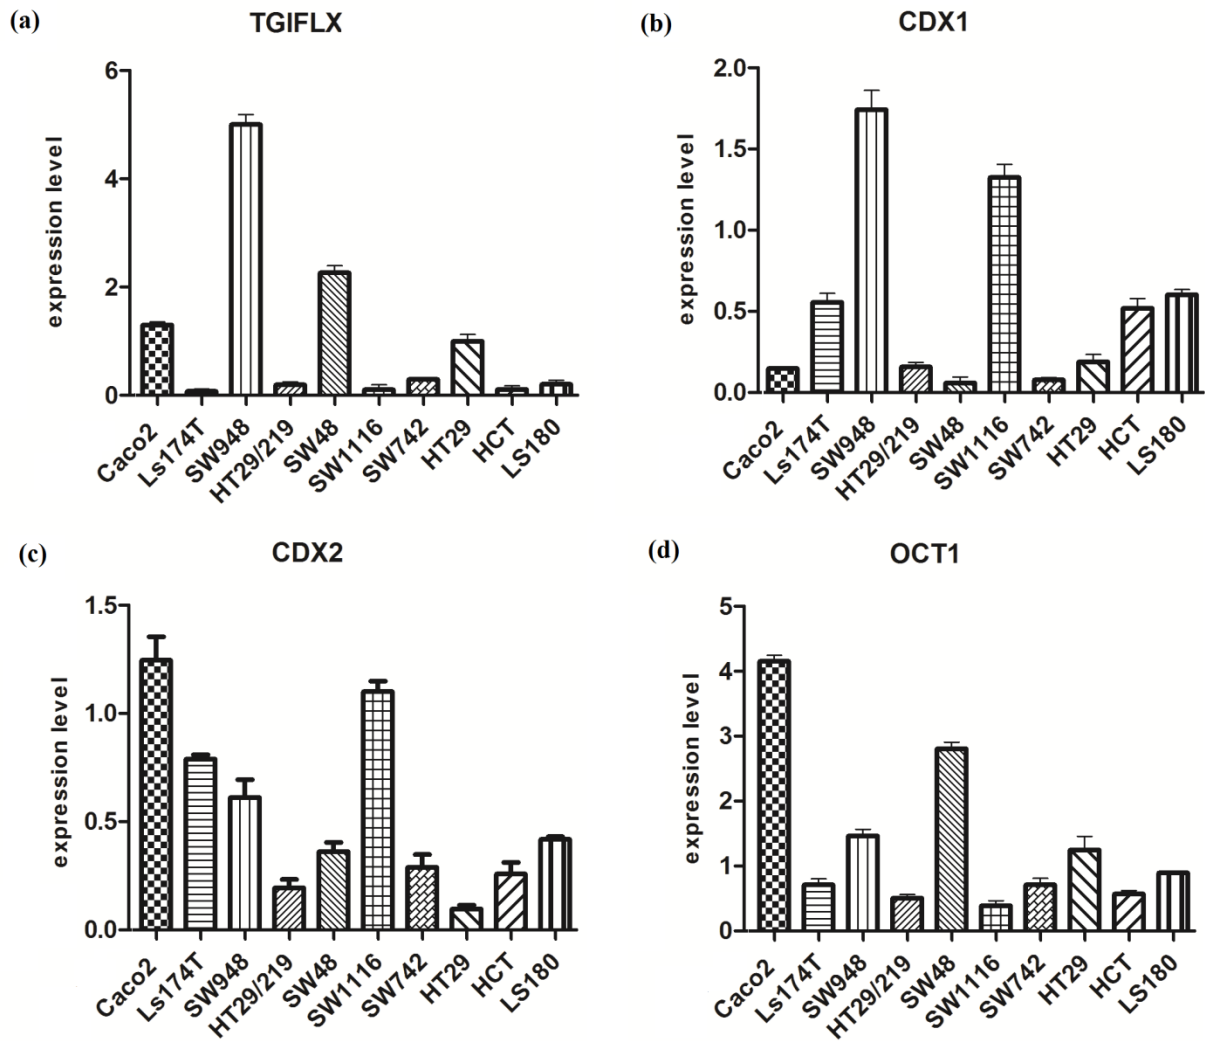 (a)
TGIFLX
expression level
6
4
2
0
Caco2
Ls174T
SW948
HT29/219
SW48
SW1116
SW742
HT29
HCT
LS180
(b)
CDX1
expression level
2.0
1.5
1.0
0.5
0.0
Caco2
Ls174T
SW948
HT29/219
SW48
SW1116
SW742
HT29
HCT
LS180
(c)
CDX2
expression level
1.5
1.0
0.5
0.0
Caco2
Ls174T
SW948
HT29/219
SW48
SW1116
SW742
HT29
HCT
LS180
(d)
OCT1
expression level
5
4
3
2
1
0
Caco2
Ls174T
SW948
HT29/219
SW48
SW1116
SW742
HT29
HCT
LS180